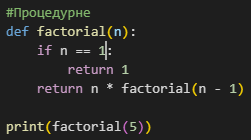 #Процедурне
def factorial(n):
    if n == 1:
        return 1
    return n * factorial(n - 1)

print(factorial(5))